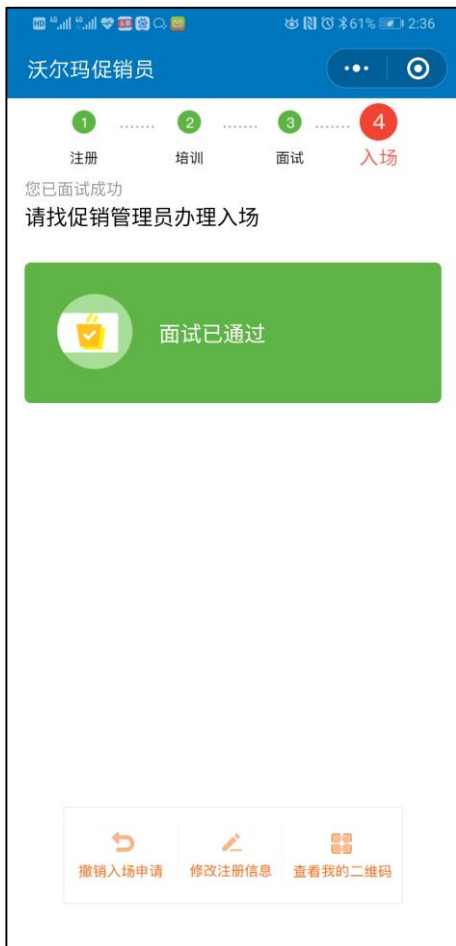 61% 2:36
沃尔玛促销员
1 ....... 2 ....... 3 ....... 4
注册 培训 面试 入场
您已面试成功
请找促销管理员办理入场
面试已通过
撤销入场申请 修改注册信息 查看我的二维码